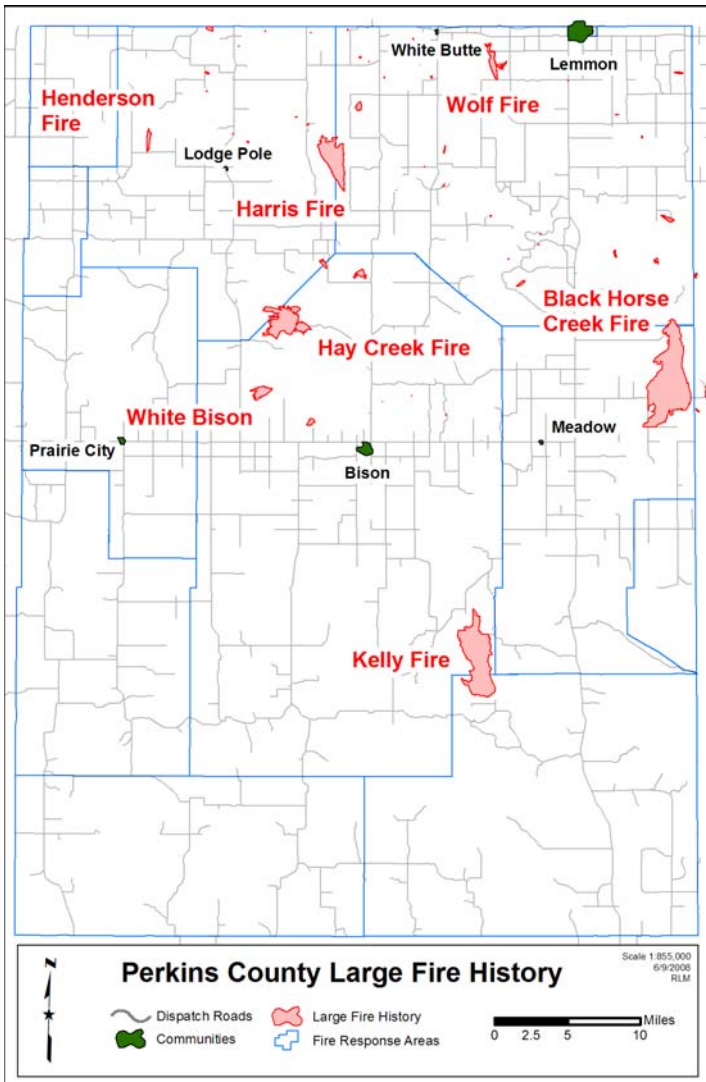 White Butte
Lemmon
Henderson
Fire
Wolf Fire
Lodge Pole
Harris Fire
Black Horse
Creek Fire
Hay Creek Fire
White Bison
Meadow
Prairie City
Bison
Kelly Fire
N
Perkins County Large Fire History
Scale 1:855,000
6/9/2008
RLM
Dispatch Roads
Large Fire History
Miles
Communities
Fire Response Areas
0 2.5 5 10